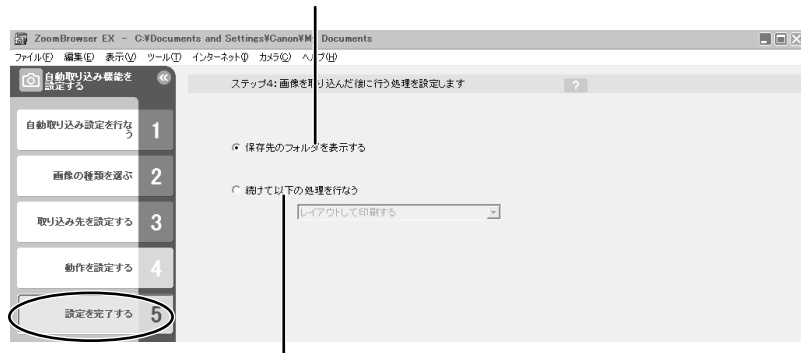 ZoomBrowser EX - C:¥Documents and Settings¥Canon¥My Documents
ファイル(F) 編集(E) 表示(V) ツール(T) インターネット(I) カメラ(C) ヘルプ(H)
自動取り込み機能を
設定する
ステップ4: 画像を取り込んだ後に行う処理を設定します
?
自動取り込み設定を行な
う
1
保存先のフォルダを表示する
画像の種類を選ぶ 2
続けて以下の処理を行なう
レイアウトして印刷する
取り込み先を設定する 3
動作を設定する 4
設定を完了する 5